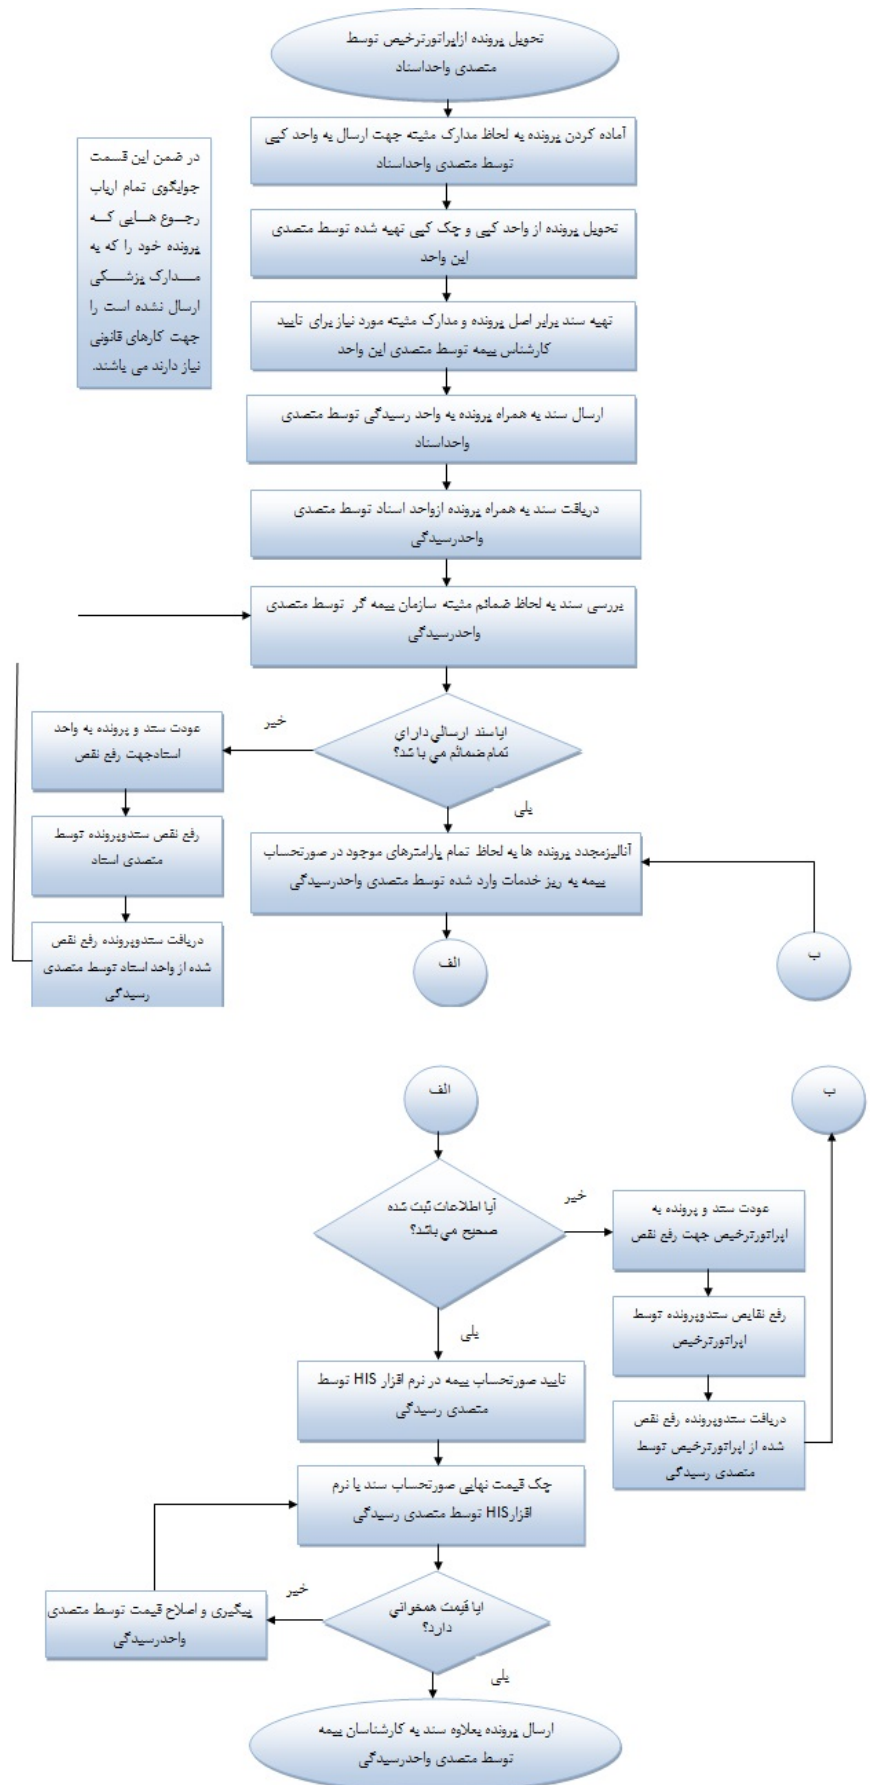 تحویل پرونده ازاپراتورترخیص توسط
متصدی واحداسناد
آماده کردن پرونده به لحاظ مدارک مثبته جهت ارسال به واحد کپی
توسط متصدی واحداسناد
در ضمن این قسمت
جوابگوی تمام ارباب
رجوع هایی که
پرونده خود را که به
مدارک پزشکی
ارسال نشده است را
جهت کارهای قانونی
نیاز دارند می باشند.
تحویل پرونده از واحد کپی و چک کپی تهیه شده توسط متصدی
این واحد
تهیه سند برابر اصل پرونده و مدارک مثبته مورد نیاز برای تایید
کارشناس بیمه توسط متصدی این واحد
ارسال سند به همراه پرونده به واحد رسیدگی توسط متصدی
واحداسناد
دریافت سند به همراه پرونده ازواحد اسناد توسط متصدی
واحدرسیدگی
بررسی سند به لحاظ ضمائم مثبته سازمان بیمه گر توسط متصدی
واحدرسیدگی
ایاسند ارسالي داراي
تمام ضمائم مي باشد؟
خیر
عودت سند و پرونده به واحد
اسنادجهت رفع نقص
رفع نقص سندوپرونده توسط
متصدی اسناد
دریافت سندوپرونده رفع نقص
شده از واحد اسناد توسط متصدی
رسیدگی
بلی
آنالیزمجدد پرونده ها به لحاظ تمام پارامترهای موجود در صورتحساب
بیمه به ریز خدمات وارد شده توسط متصدی واحدرسیدگی
الف
ب
الف
ب
آیا اطلاعات ثبت شده
صحیح مي باشد؟
خیر
عودت سند و پرونده به
اپراتورترخیص جهت رفع نقص
رفع نقایص سندوپرونده توسط
اپراتورترخیص
دریافت سندوپرونده رفع نقص
شده از اپراتورترخیص توسط
متصدی رسیدگی
بلی
تایید صورتحساب بیمه در نرم افزار HIS توسط
متصدی رسیدگی
چک قیمت نهایی صورتحساب سند با نرم
افزارHIS توسط متصدی رسیدگی
ایا قیمت همخواني
دارد؟
خیر
پیگیری و اصلاح قیمت توسط متصدی
واحدرسیدگی
بلی
ارسال پرونده بعلاوه سند به کارشناسان بیمه
توسط متصدی واحدرسیدگی